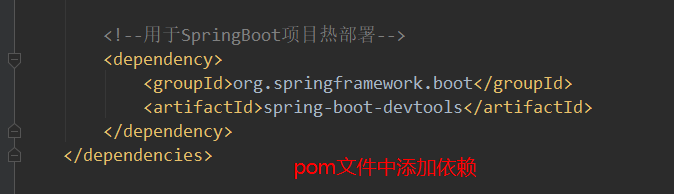 <!--用于SpringBoot项目热部署-->
<dependency>
<groupId>org.springframework.boot</groupId>
<artifactId>spring-boot-devtools</artifactId>
</dependency>
</dependencies>
pom文件中添加依赖